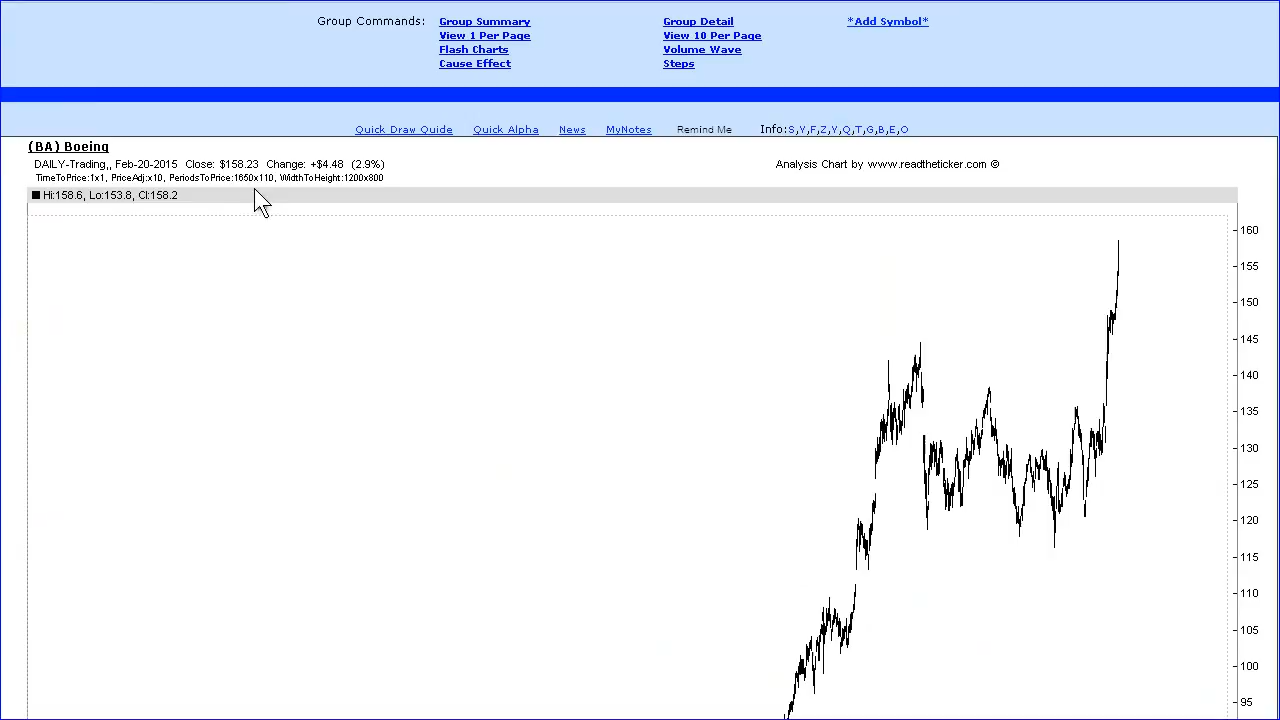 Group Commands: Group Summary Group Detail *Add Symbol*
View 1 Per Page View 10 Per Page
Flash Charts Volume Wave
Cause Effect Steps
Quick Draw Quide Quick Alpha News MyNotes Remind Me Info:S,Y,F,Z,Y,Q,T,G,B,E,O
(BA) Boeing
DAILY-Trading,, Feb-20-2015 Close: $158.23 Change: +$4.48 (2.9%) Analysis Chart by www.readtheticker.com ©
TimeToPrice:1x1, PriceAdj:x10, PeriodsToPrice:1650x110, WidthToHeight:1200x800
Hi:158.6, Lo:153.8, Cl:158.2
160
155
150
145
140
135
130
125
120
115
110
105
100
95